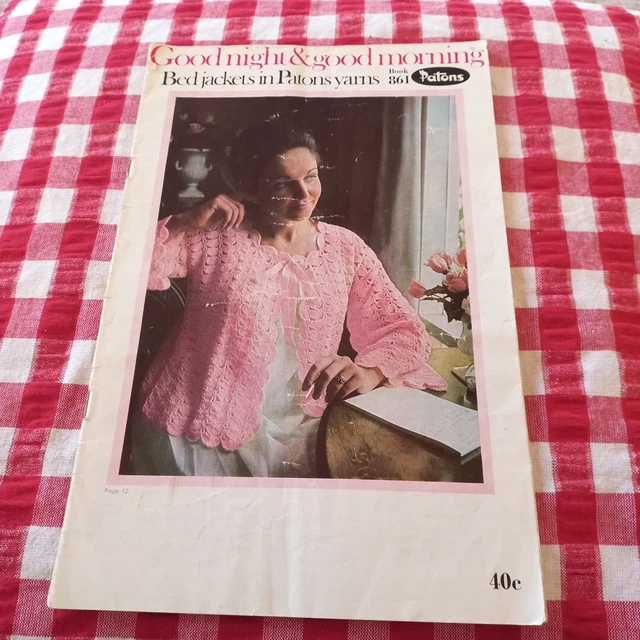 Good night & good morning
Bed jackets in Patons yarns Book 861 Patons
Page 12
40c